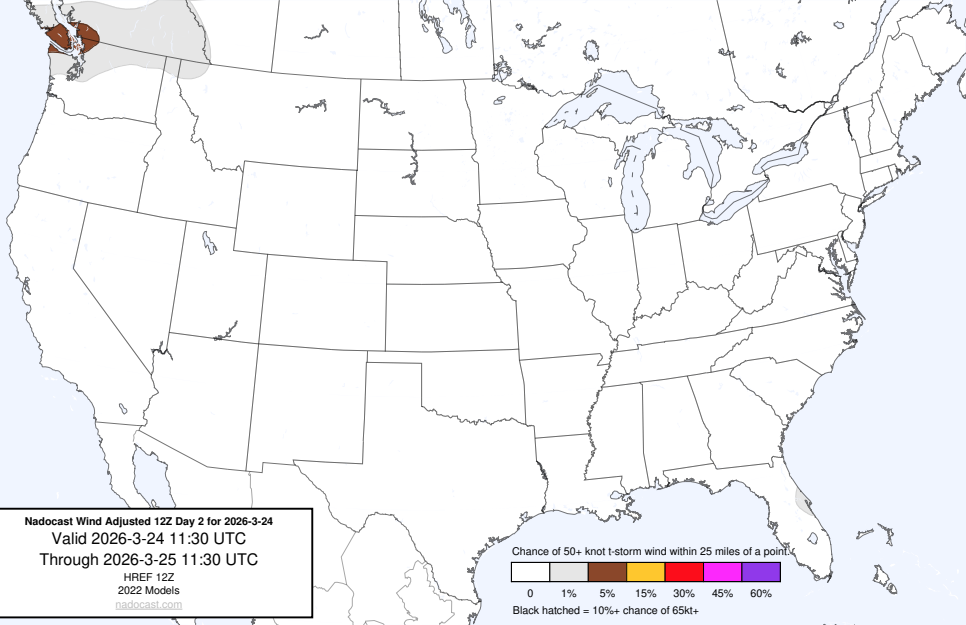 Nadocast Wind Adjusted 12Z Day 2 for 2026-3-24
Valid 2026-3-24 11:30 UTC
Through 2026-3-25 11:30 UTC
HREF 12Z
2022 Models
nadocast.com
Chance of 50+ knot t-storm wind within 25 miles of a point.
0 1% 5% 15% 30% 45% 60%
Black hatched = 10%+ chance of 65kt+